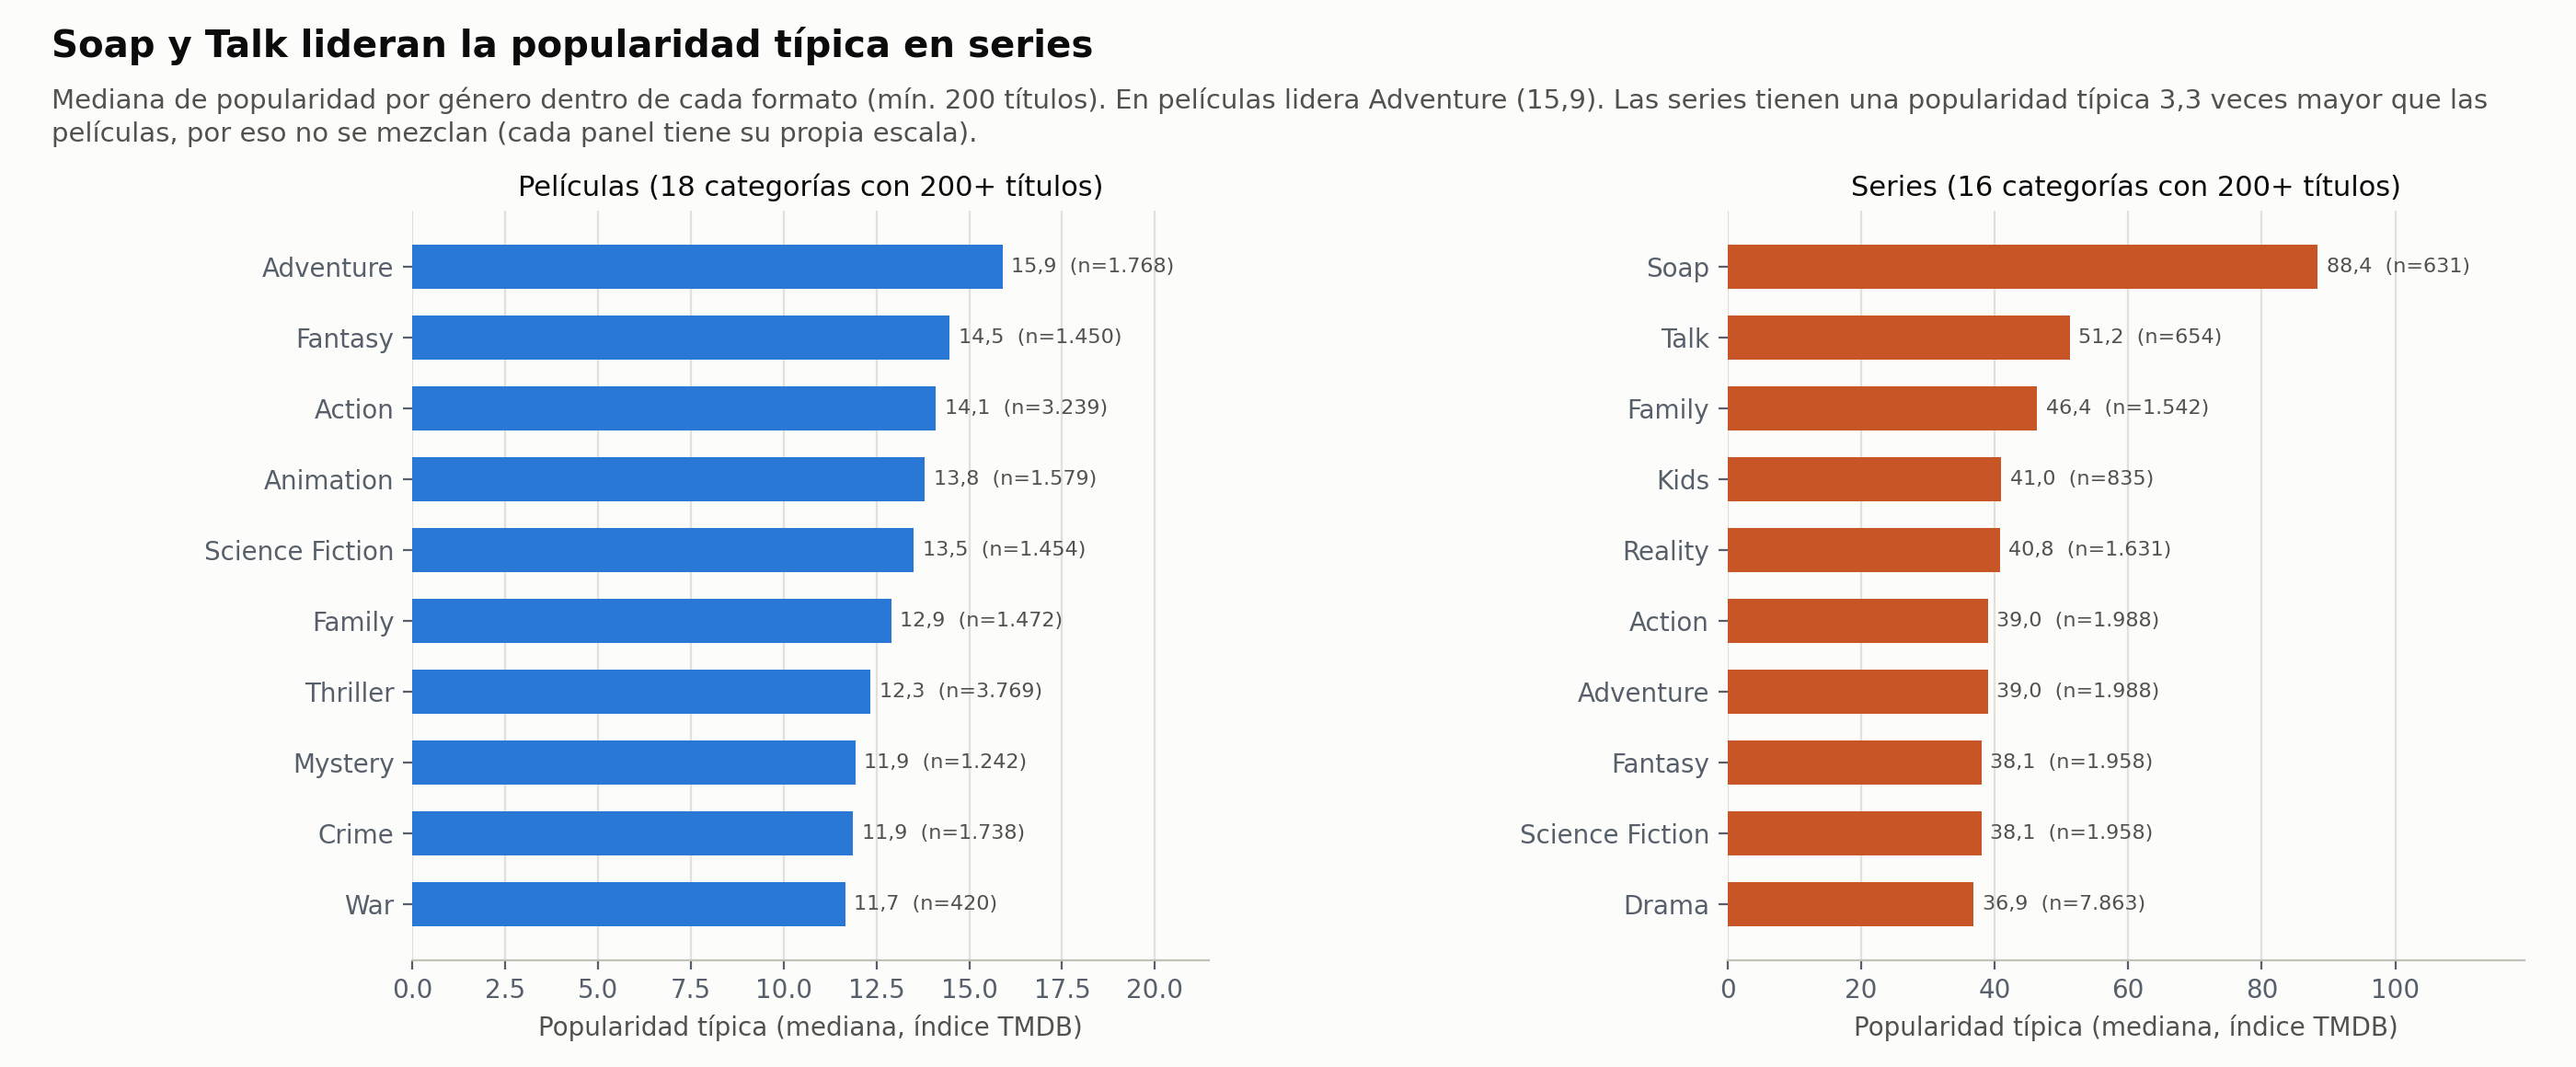 Soap y Talk lideran la popularidad típica en series
Mediana de popularidad por género dentro de cada formato (mín. 200 títulos). En películas lidera Adventure (15,9). Las series tienen una popularidad típica 3,3 veces mayor que las
películas, por eso no se mezclan (cada panel tiene su propia escala).
Películas (18 categorías con 200+ títulos)
Adventure 15,9 (n=1.768)
Fantasy 14,5 (n=1.450)
Action 14,1 (n=3.239)
Animation 13,8 (n=1.579)
Science Fiction 13,5 (n=1.454)
Family 12,9 (n=1.472)
Thriller 12,3 (n=3.769)
Mystery 11,9 (n=1.242)
Crime 11,9 (n=1.738)
War 11,7 (n=420)
0.0 2.5 5.0 7.5 10.0 12.5 15.0 17.5 20.0
Popularidad típica (mediana, índice TMDB)
Series (16 categorías con 200+ títulos)
Soap 88,4 (n=631)
Talk 51,2 (n=654)
Family 46,4 (n=1.542)
Kids 41,0 (n=835)
Reality 40,8 (n=1.631)
Action 39,0 (n=1.988)
Adventure 39,0 (n=1.988)
Fantasy 38,1 (n=1.958)
Science Fiction 38,1 (n=1.958)
Drama 36,9 (n=7.863)
0 20 40 60 80 100
Popularidad típica (mediana, índice TMDB)